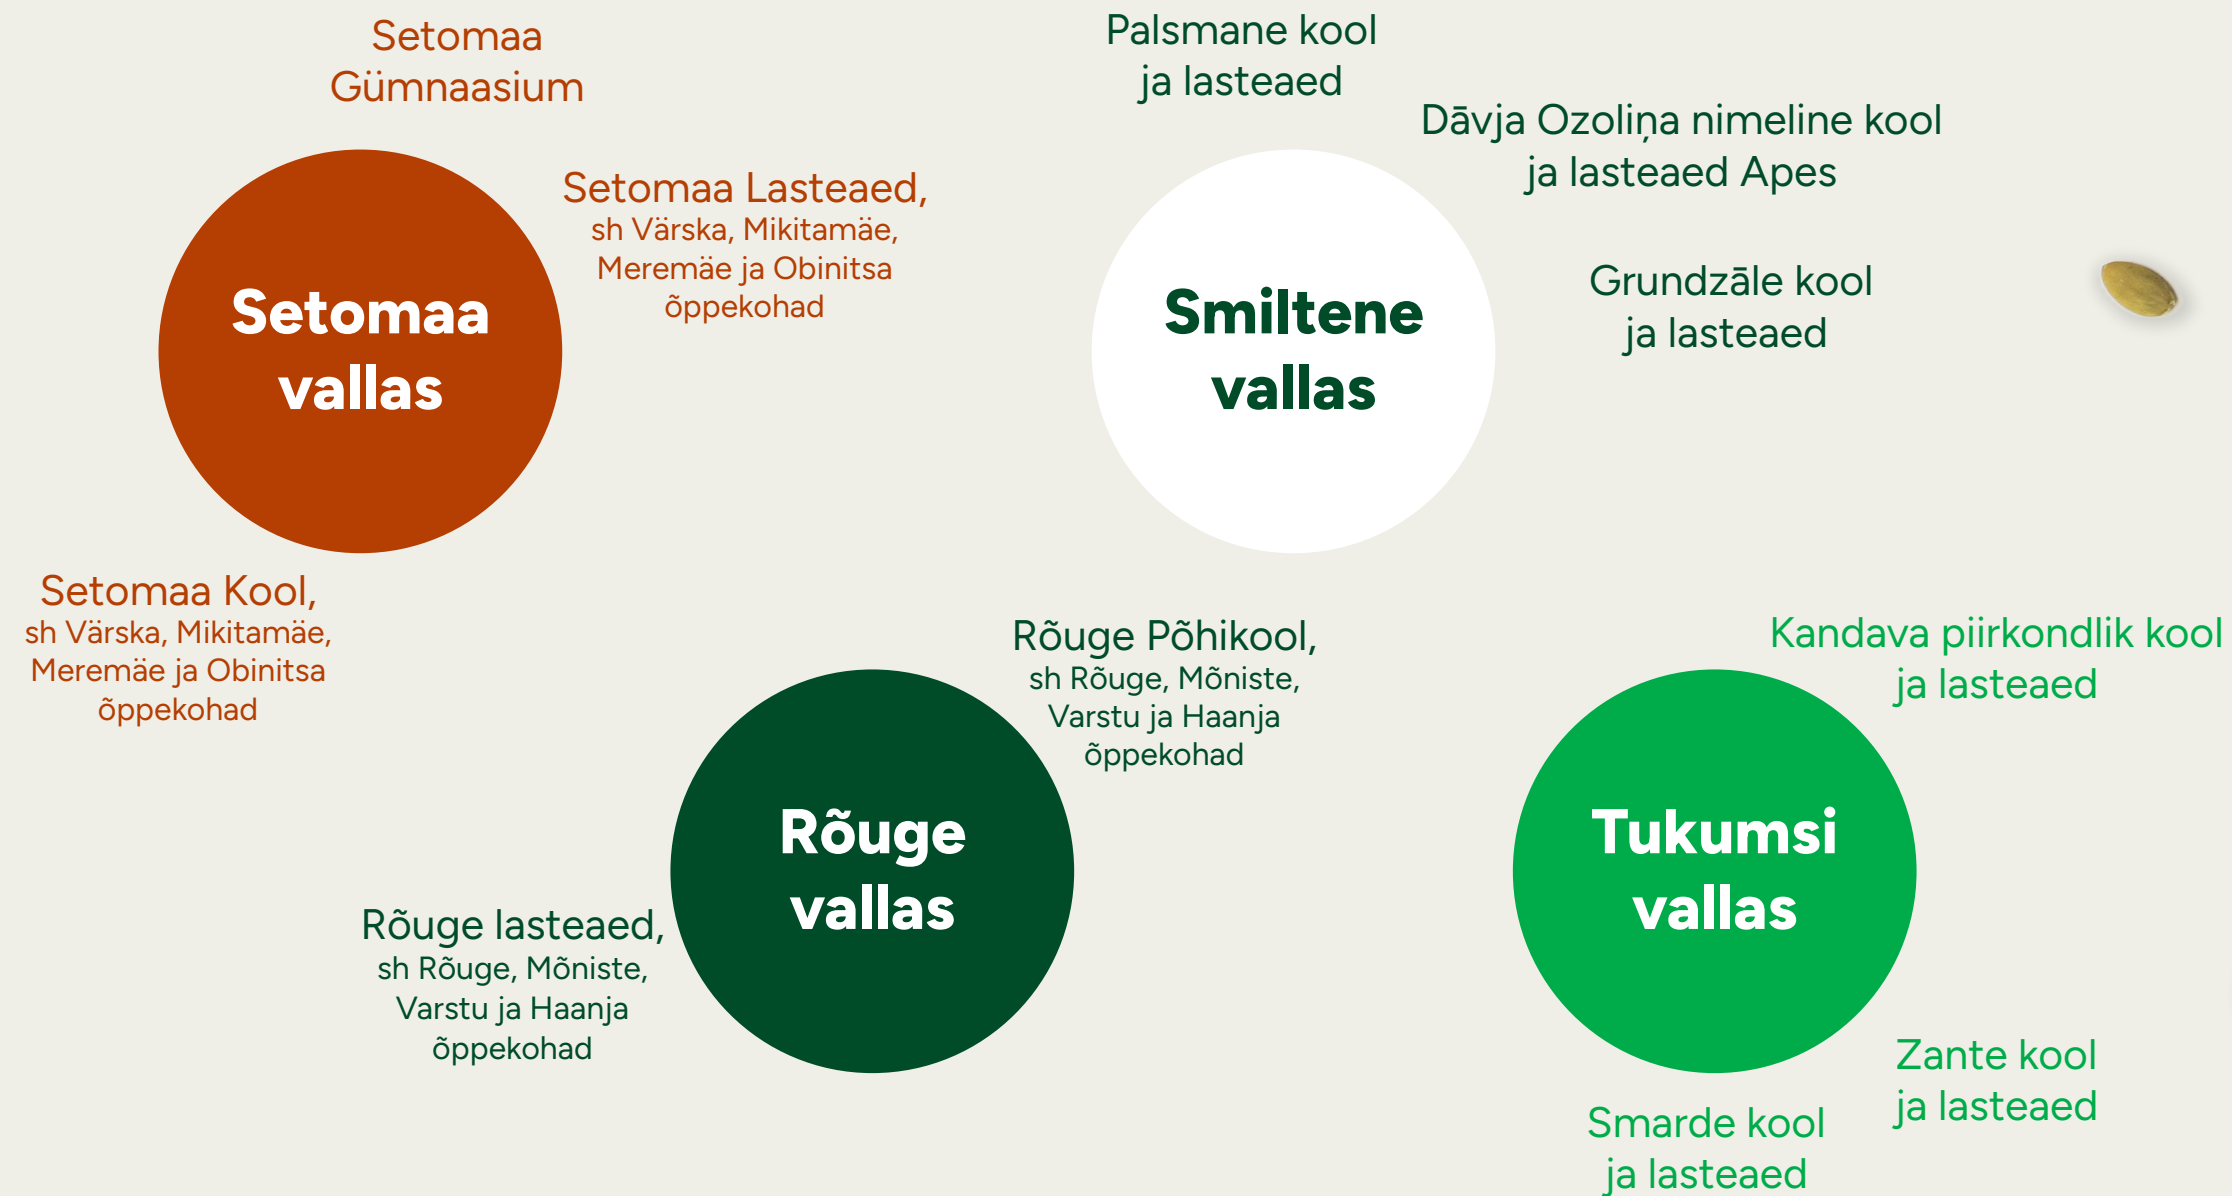 Setomaa
Gümnaasium
Setomaa
vallas
Setomaa Lasteaed,
sh Värska, Mikitamäe,
Meremäe ja Obinitsa
õppekohad
Setomaa Kool,
sh Värska, Mikitamäe,
Meremäe ja Obinitsa
õppekohad
Palsmane kool
ja lasteaed
Dāvja Ozoliņa nimeline kool
ja lasteaed Apes
Grundzāle kool
ja lasteaed
Smiltene
vallas
Rõuge Põhikool,
sh Rõuge, Mõniste,
Varstu ja Haanja
õppekohad
Rõuge
vallas
Rõuge lasteaed,
sh Rõuge, Mõniste,
Varstu ja Haanja
õppekohad
Kandava piirkondlik kool
ja lasteaed
Tukumsi
vallas
Zante kool
ja lasteaed
Smarde kool
ja lasteaed